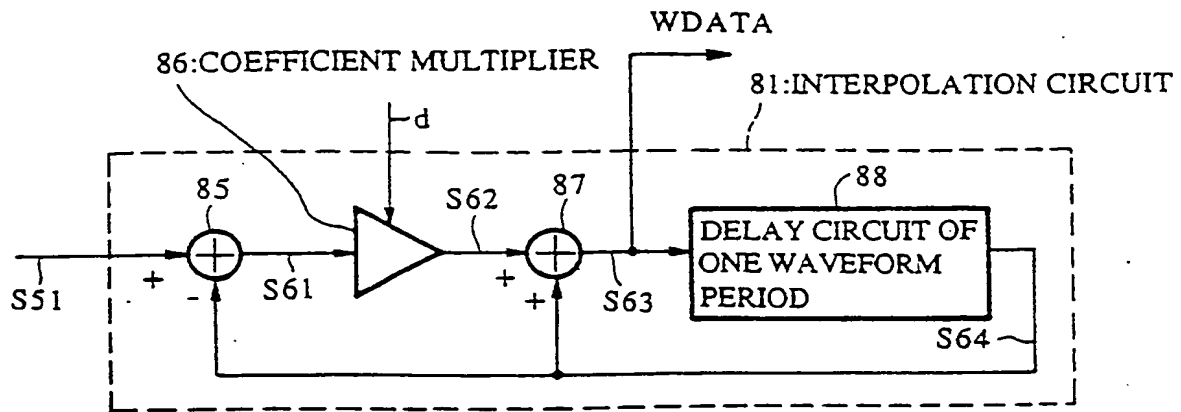 WDATA
86:COEFFICIENT MULTIPLIER
81:INTERPOLATION CIRCUIT
d
85
S62
87
88
DELAY CIRCUIT OF
ONE WAVEFORM
PERIOD
S51
+
-
S61
+
+
S63
S64